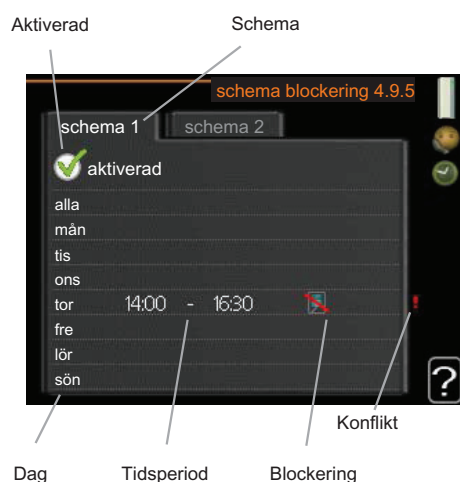 Aktiverad Schema
schema blockering 4.9.5
schema 1 schema 2
aktiverad
alla
mån
tis
ons
tor 14:00 - 16:30 !
fre
lör
sön
?
Konflikt
Dag Tidsperiod Blockering